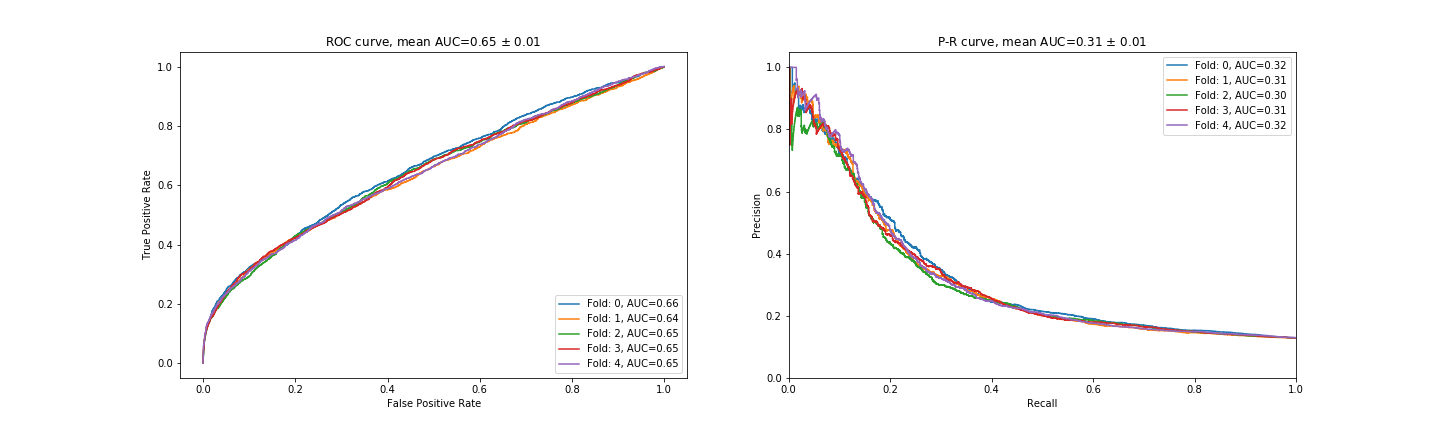 ROC curve, mean AUC=0.65 ± 0.01
True Positive Rate
1.0
0.8
0.6
0.4
0.2
0.0
Fold: 0, AUC=0.66
Fold: 1, AUC=0.64
Fold: 2, AUC=0.65
Fold: 3, AUC=0.65
Fold: 4, AUC=0.65
0.0 0.2 0.4 0.6 0.8 1.0
False Positive Rate
P-R curve, mean AUC=0.31 ± 0.01
Precision
1.0
0.8
0.6
0.4
0.2
0.0
Fold: 0, AUC=0.32
Fold: 1, AUC=0.31
Fold: 2, AUC=0.30
Fold: 3, AUC=0.31
Fold: 4, AUC=0.32
0.0 0.2 0.4 0.6 0.8 1.0
Recall